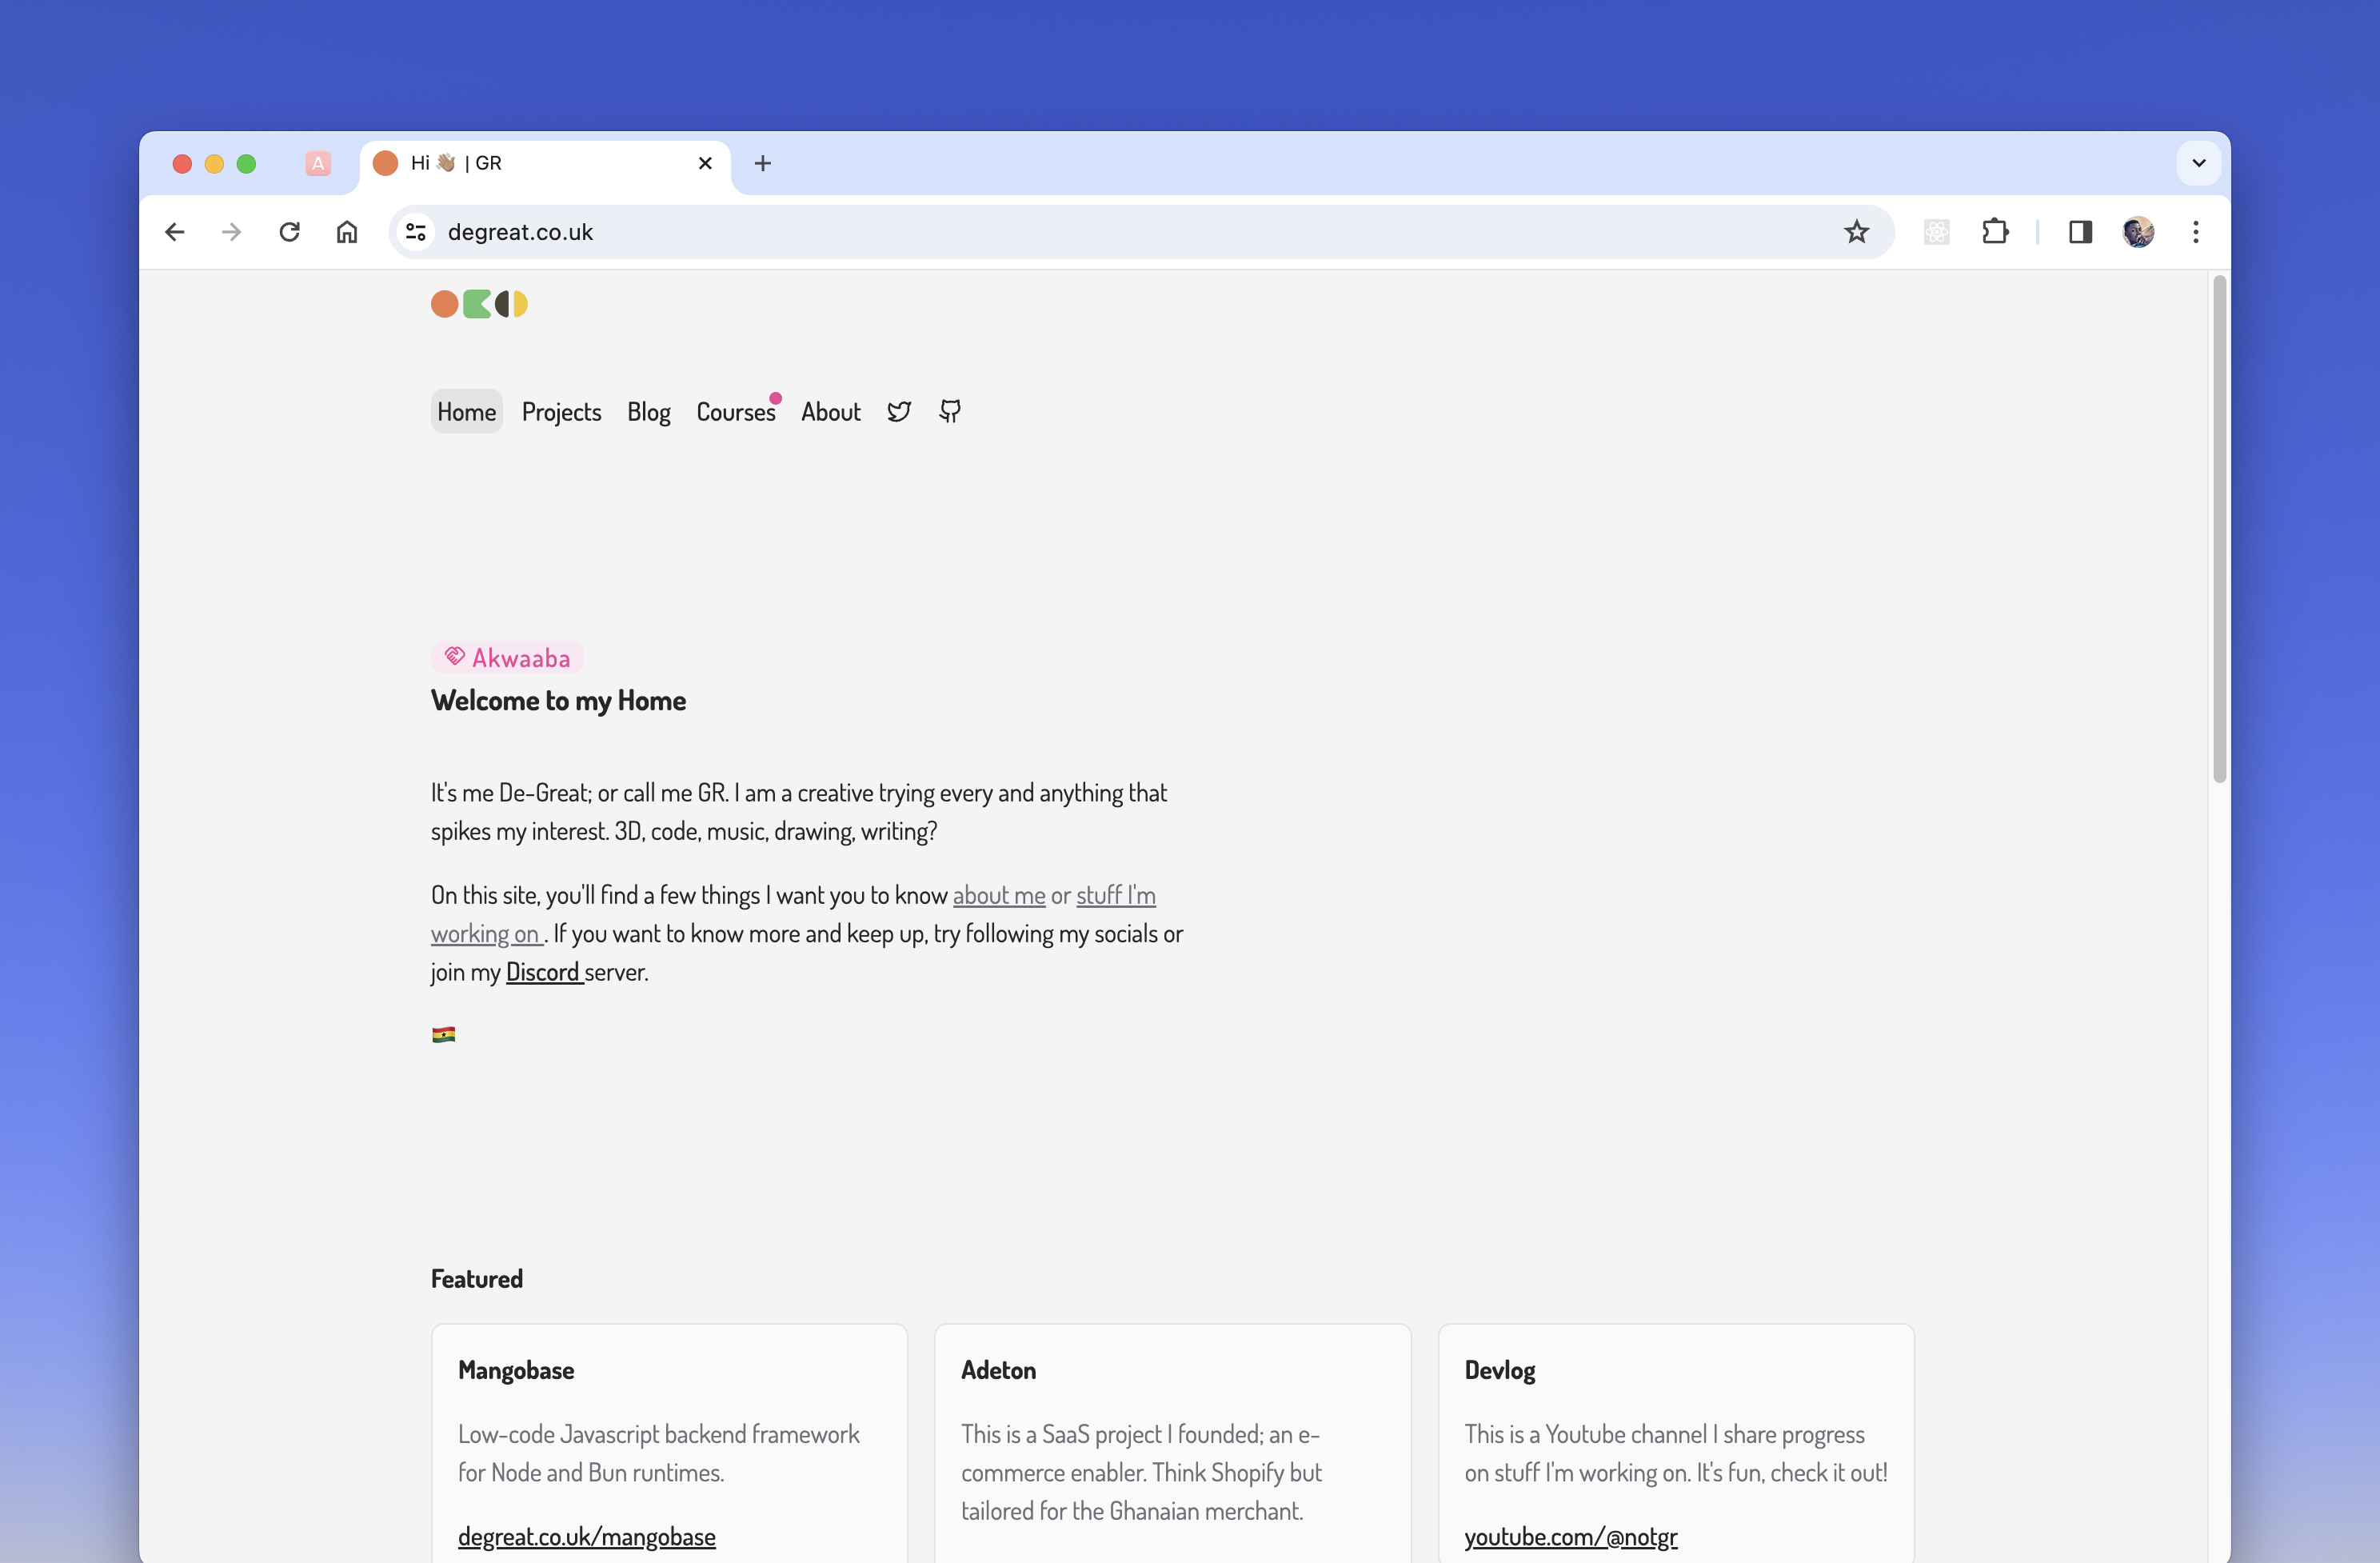 A
Hi 👋🏽 | GR
degreat.co.uk
Home Projects Blog Courses About
Akwaaba
Welcome to my Home
It's me De-Great; or call me GR. I am a creative trying every and anything that
spikes my interest. 3D, code, music, drawing, writing?
On this site, you'll find a few things I want you to know about me or stuff I'm
working on . If you want to know more and keep up, try following my socials or
join my Discord server.
🇬🇭
Featured
Mangobase
Low-code Javascript backend framework
for Node and Bun runtimes.
degreat.co.uk/mangobase
Adeton
This is a SaaS project I founded; an e-
commerce enabler. Think Shopify but
tailored for the Ghanaian merchant.
Devlog
This is a Youtube channel I share progress
on stuff I'm working on. It's fun, check it out!
youtube.com/@notgr